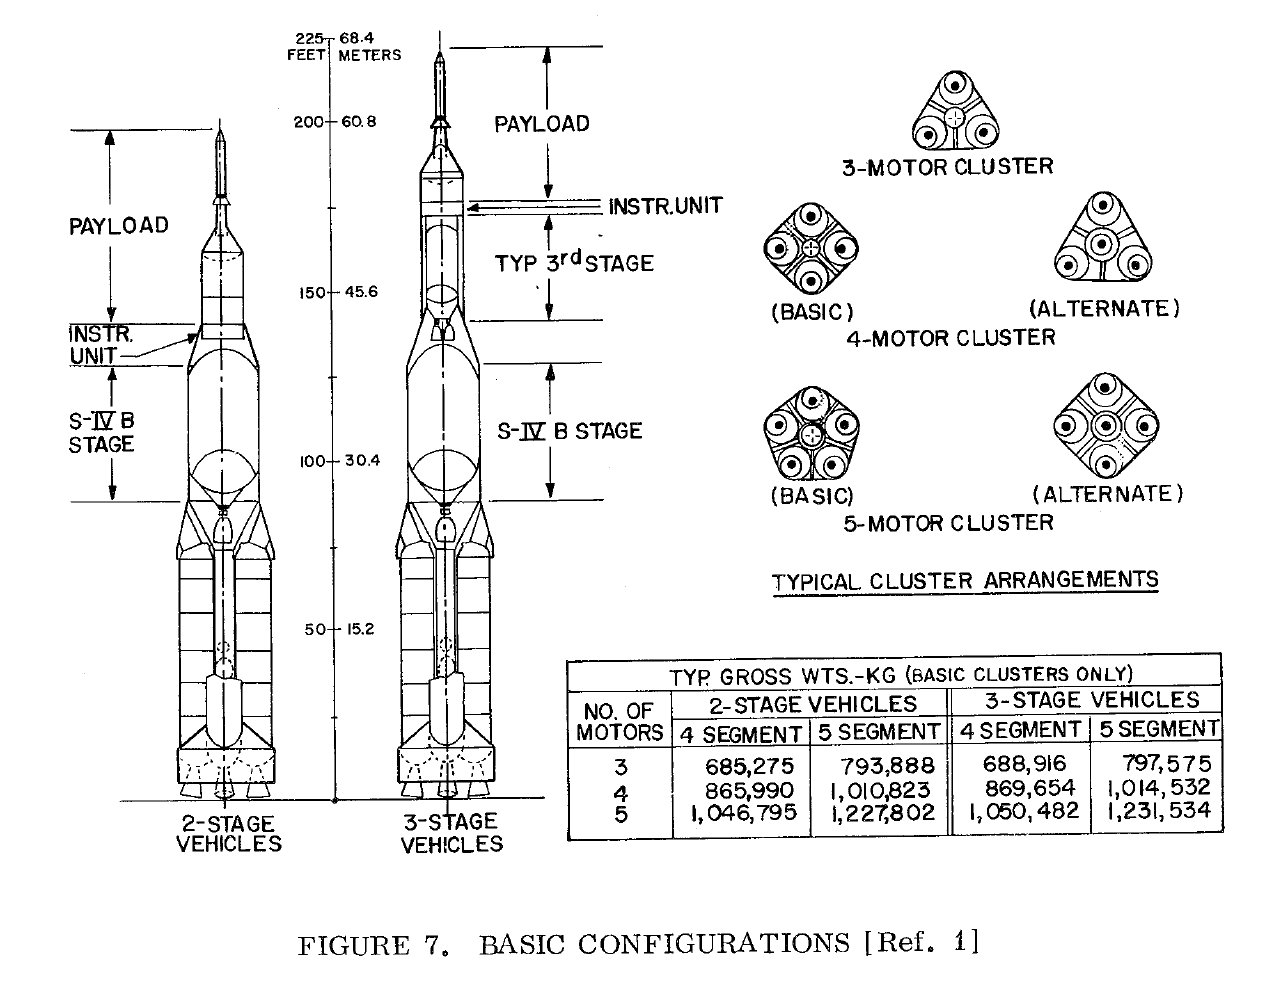 225 68.4
FEET METERS
200 60.8
150 45.6
100 30.4
50 15.2
PAYLOAD
INSTR.
UNIT
S-IV B
STAGE
2-STAGE
VEHICLES
PAYLOAD
INSTR.UNIT
TYP 3rd STAGE
S-IV B STAGE
3-STAGE
VEHICLES
3-MOTOR CLUSTER
(BASIC) (ALTERNATE)
4-MOTOR CLUSTER
(BASIC) (ALTERNATE)
5-MOTOR CLUSTER
TYPICAL CLUSTER ARRANGEMENTS
TYP. GROSS WTS.-KG (BASIC CLUSTERS ONLY)
NO. OF
MOTORS
2-STAGE VEHICLES 3-STAGE VEHICLES
4 SEGMENT 5 SEGMENT 4 SEGMENT 5 SEGMENT
3 685,275 793,888 688,916 797,575
4 865,990 1,010,823 869,654 1,014,532
5 1,046,795 1,227,802 1,050,482 1,231,534
FIGURE 7. BASIC CONFIGURATIONS [Ref. 1]